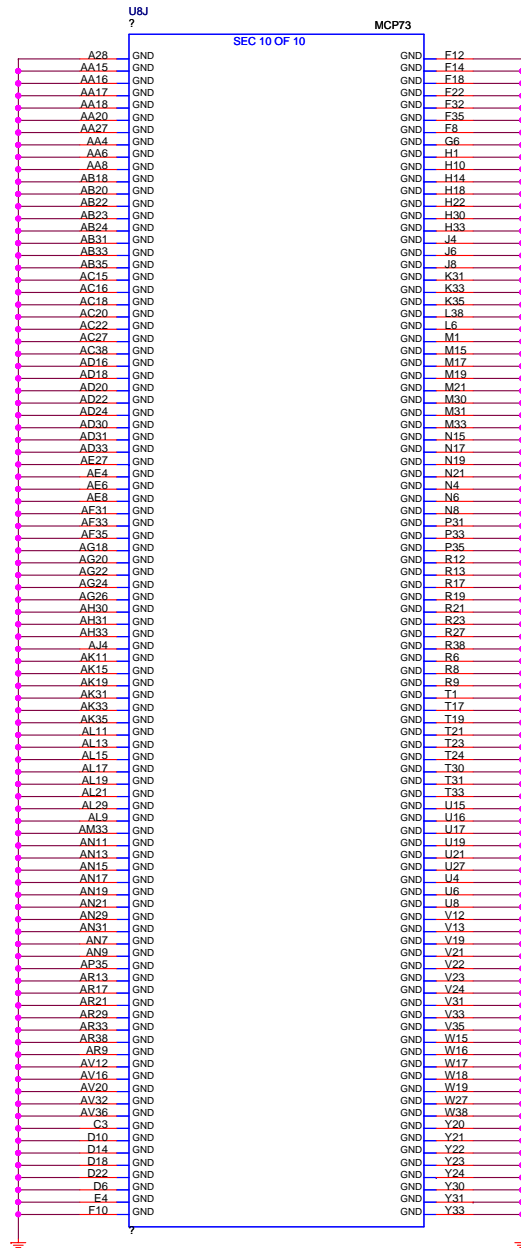 U8J
?
MCP73
SEC 10 OF 10
A28 GND GND F12
AA15 GND GND F14
AA16 GND GND F18
AA17 GND GND F22
AA18 GND GND F32
AA20 GND GND F35
AA27 GND GND F8
AA4 GND GND G6
AA6 GND GND H1
AA8 GND GND H10
AB18 GND GND H14
AB20 GND GND H18
AB22 GND GND H22
AB23 GND GND H30
AB24 GND GND H33
AB31 GND GND J4
AB33 GND GND J6
AB35 GND GND J8
AC15 GND GND K31
AC16 GND GND K33
AC18 GND GND K35
AC20 GND GND L38
AC22 GND GND L6
AC27 GND GND M1
AC38 GND GND M15
AD16 GND GND M17
AD18 GND GND M19
AD20 GND GND M21
AD22 GND GND M30
AD24 GND GND M31
AD30 GND GND M33
AD31 GND GND N15
AD33 GND GND N17
AE27 GND GND N19
AE4 GND GND N21
AE6 GND GND N4
AE8 GND GND N6
AF31 GND GND N8
AF33 GND GND P31
AF35 GND GND P33
AG18 GND GND P35
AG20 GND GND R12
AG22 GND GND R13
AG24 GND GND R17
AG26 GND GND R19
AH30 GND GND R21
AH31 GND GND R23
AH33 GND GND R27
AJ4 GND GND R38
AK11 GND GND R6
AK15 GND GND R8
AK19 GND GND R9
AK31 GND GND T1
AK33 GND GND T17
AK35 GND GND T19
AL11 GND GND T21
AL13 GND GND T23
AL15 GND GND T24
AL17 GND GND T30
AL19 GND GND T31
AL21 GND GND T33
AL29 GND GND U15
AL9 GND GND U16
AM33 GND GND U17
AN11 GND GND U19
AN13 GND GND U21
AN15 GND GND U27
AN17 GND GND U4
AN19 GND GND U6
AN21 GND GND U8
AN29 GND GND V12
AN31 GND GND V13
AN7 GND GND V19
AN9 GND GND V21
AP35 GND GND V22
AR13 GND GND V23
AR17 GND GND V24
AR21 GND GND V31
AR29 GND GND V33
AR33 GND GND V35
AR38 GND GND W15
AR9 GND GND W16
AV12 GND GND W17
AV16 GND GND W18
AV20 GND GND W19
AV32 GND GND W27
AV36 GND GND W38
C3 GND GND Y20
D10 GND GND Y21
D14 GND GND Y22
D18 GND GND Y23
D22 GND GND Y24
D6 GND GND Y30
E4 GND GND Y31
F10 GND GND Y33
?